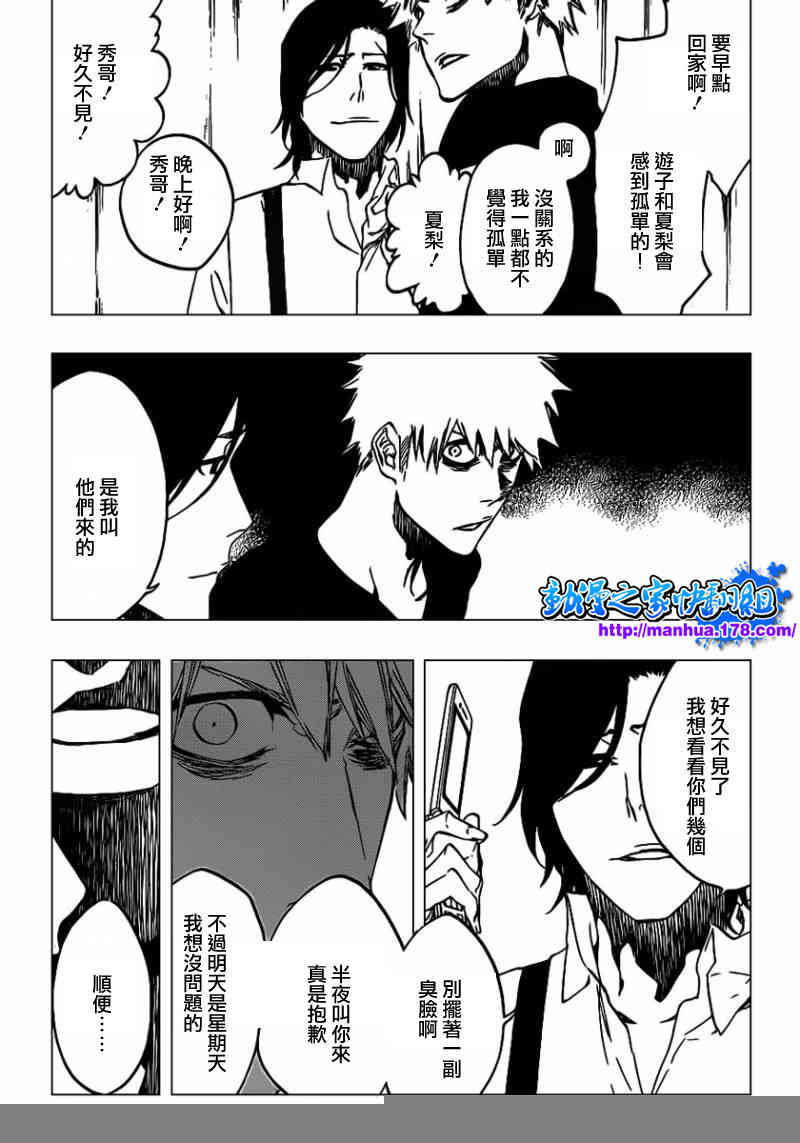 要早點
回家啊！
遊子和夏梨會
感到孤單的！
啊
沒關系的
我一點都不
覺得孤單
夏梨！
晚上好啊！
秀哥！
秀哥！
好久不見！
是我叫
他們來的
動漫之家快翻組
http://manhua.178.com/
好久不見了
我想看看你們幾個
別擺著一副
臭臉啊
半夜叫你來
真是抱歉
不過明天是星期天
我想沒問題的
順便……